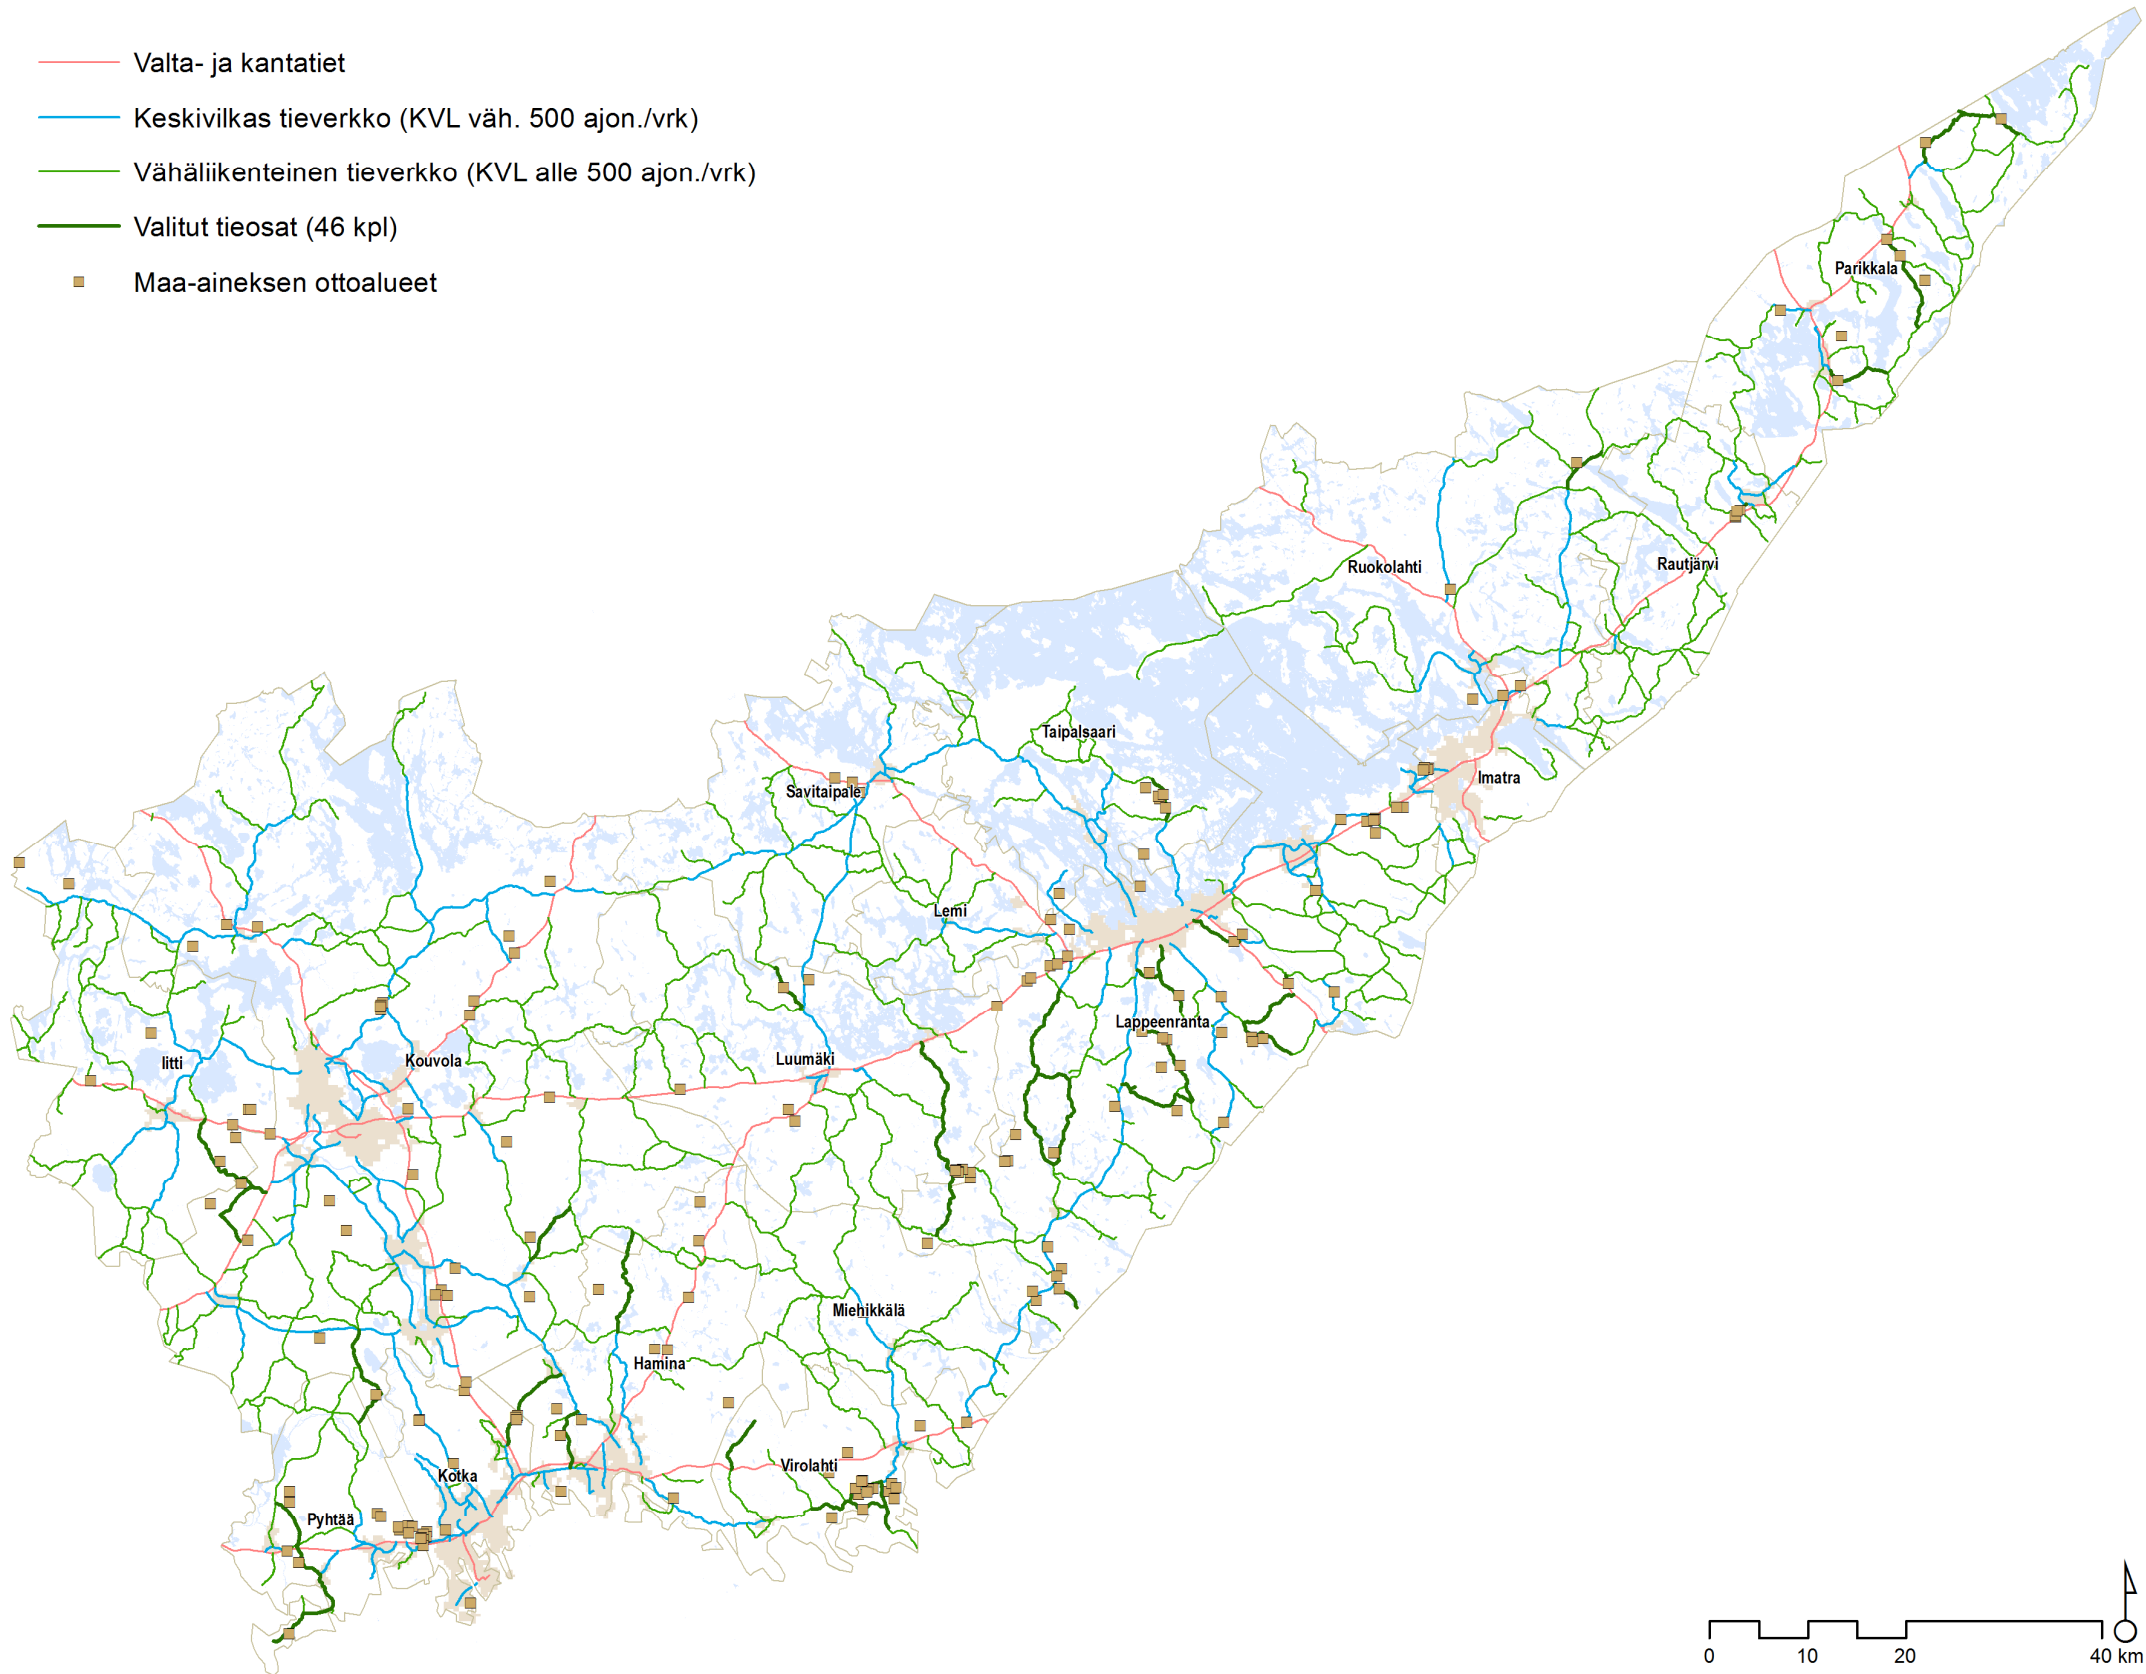 Valta- ja kantatiet
Keskivilkas tieverkko (KVL väh. 500 ajon./vrk)
Vähäliikenteinen tieverkko (KVL alle 500 ajon./vrk)
Valitut tieosat (46 kpl)
Maa-aineksen ottoalueet
Parikkala
Ruokolahti
Rautjärvi
Taipalsaari
Imatra
Savitaipale
Lemi
Lappeenranta
Iitti
Kouvola
Luumäki
Miehikkälä
Hamina
Virolahti
Kotka
Pyhtää
0 10 20 40 km